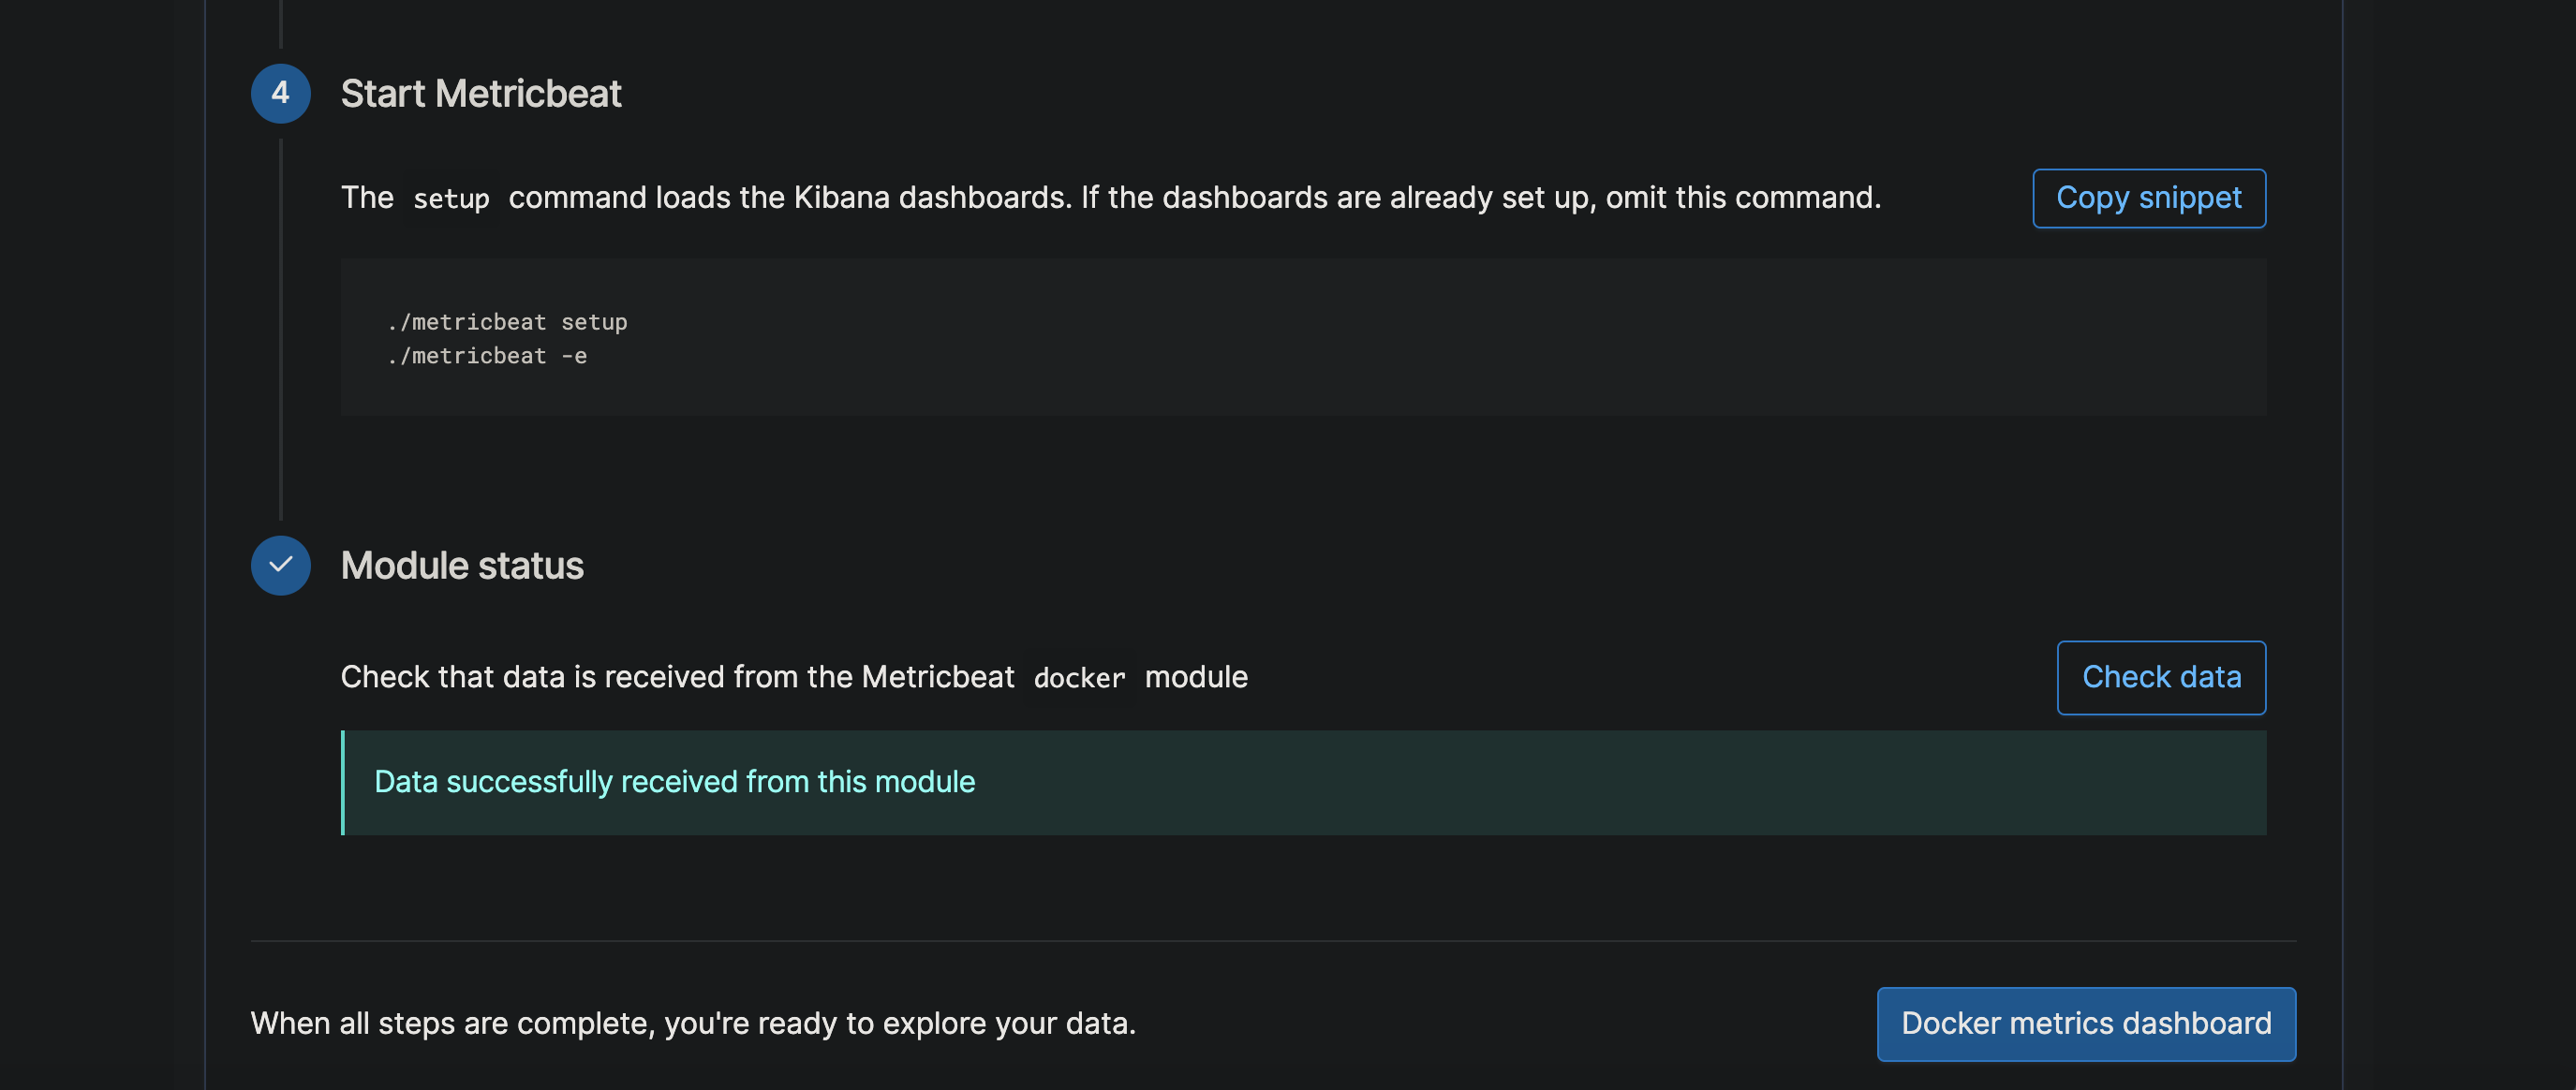 4
Start Metricbeat
The setup command loads the Kibana dashboards. If the dashboards are already set up, omit this command.
Copy snippet
./metricbeat setup
./metricbeat -e
Module status
Check that data is received from the Metricbeat docker module
Check data
Data successfully received from this module
When all steps are complete, you're ready to explore your data.
Docker metrics dashboard